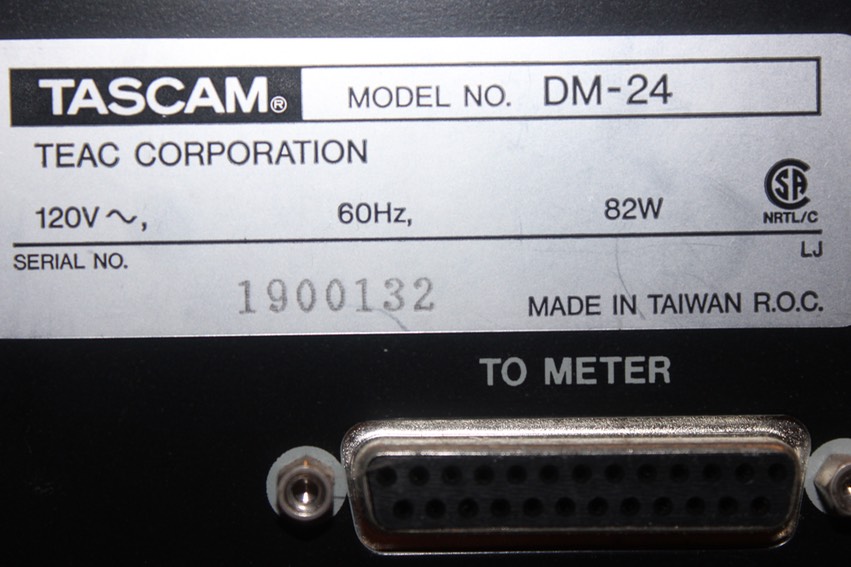 TASCAM® MODEL NO. DM-24
TEAC CORPORATION
120V～, 60Hz, 82W
SA
NRTL/C
SERIAL NO. LJ
1900132 MADE IN TAIWAN R.O.C.
TO METER